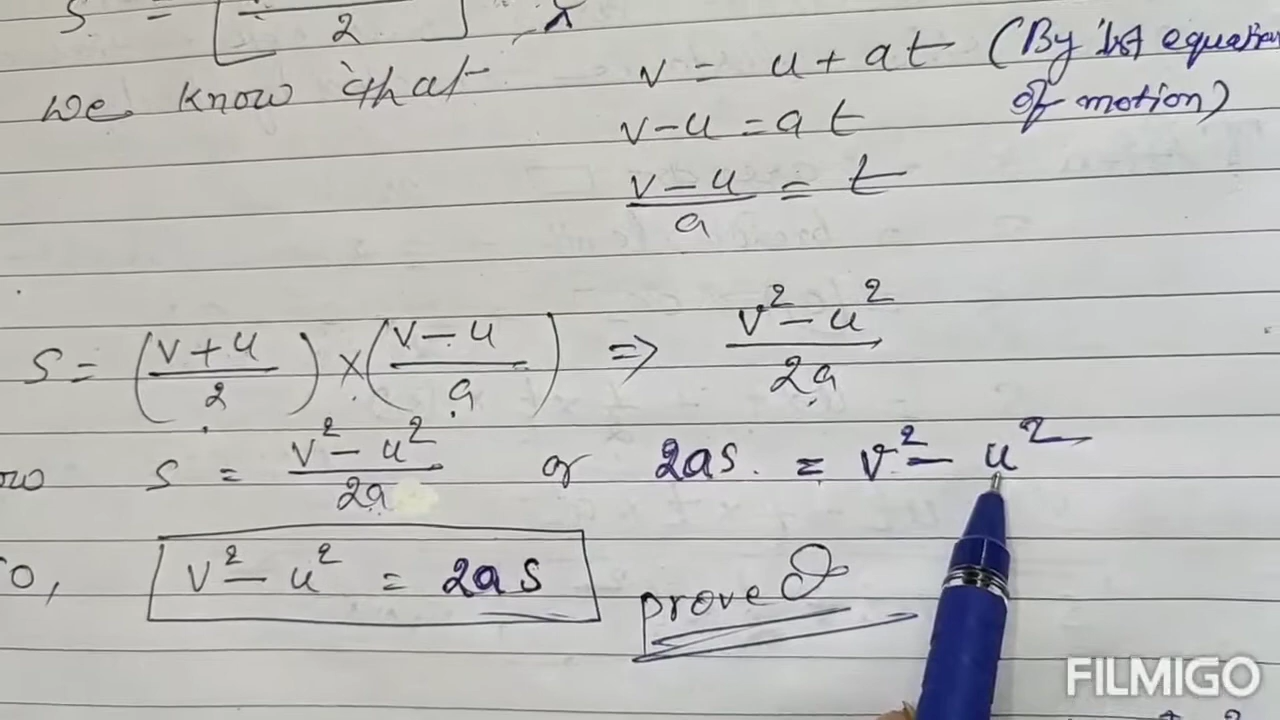 S = [ / 2 ] x
we know that v = u + at (By 1st equation
of motion)
v - u = at
v - u / a = t
S = (v + u / 2) × (v - u / a) => v² - u² / 2a
S = v² - u² / 2a or 2as. = v² - u²
v² - u² = 2as proved
FILMIGO